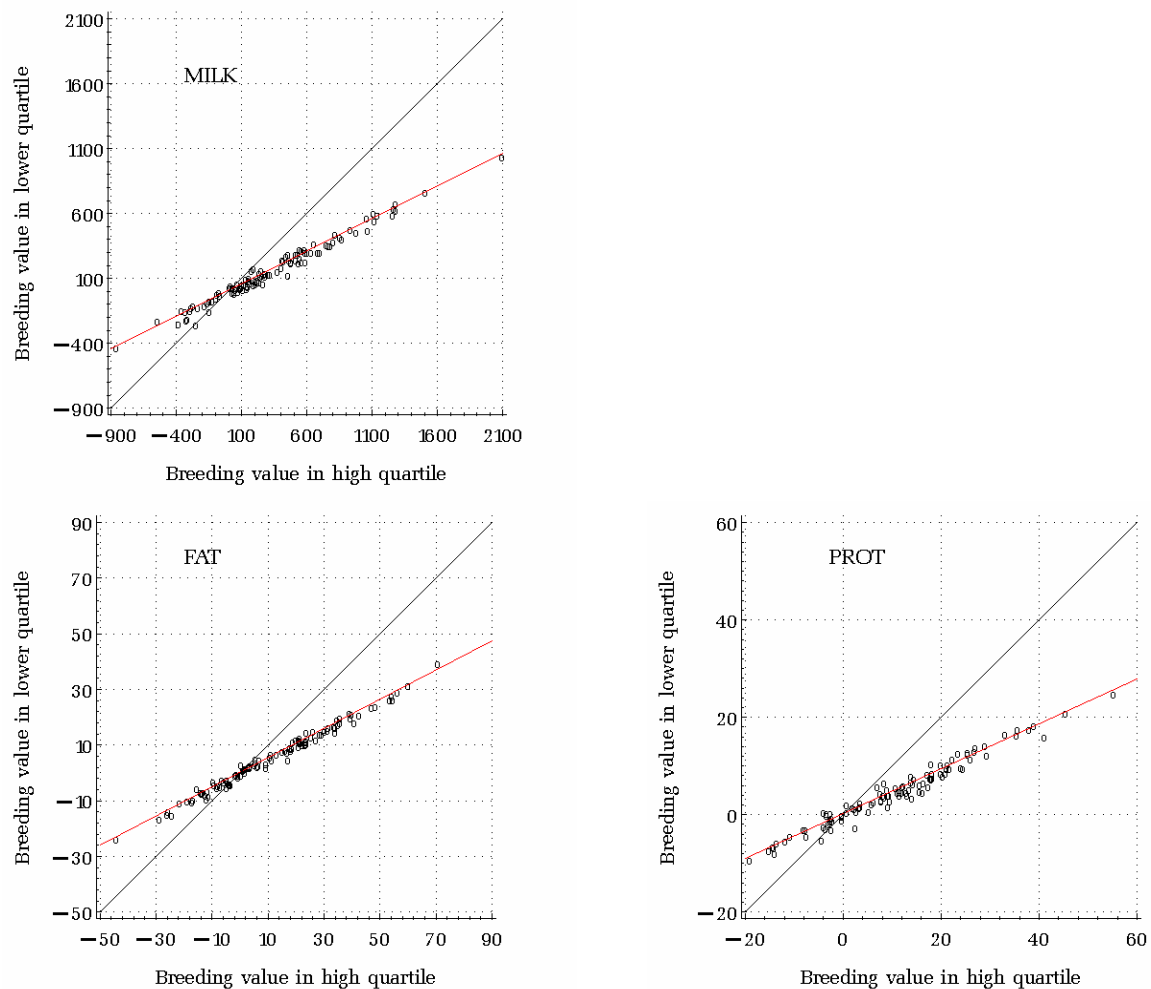 MILK
Breeding value in lower quartile
2100
1600
1100
600
100
−400
−900
−900 −400 100 600 1100 1600 2100
Breeding value in high quartile
FAT
Breeding value in lower quartile
90
70
50
30
10
−10
−30
−50
−50 −30 −10 10 30 50 70 90
Breeding value in high quartile
PROT
Breeding value in lower quartile
60
40
20
0
−20
−20 0 20 40 60
Breeding value in high quartile